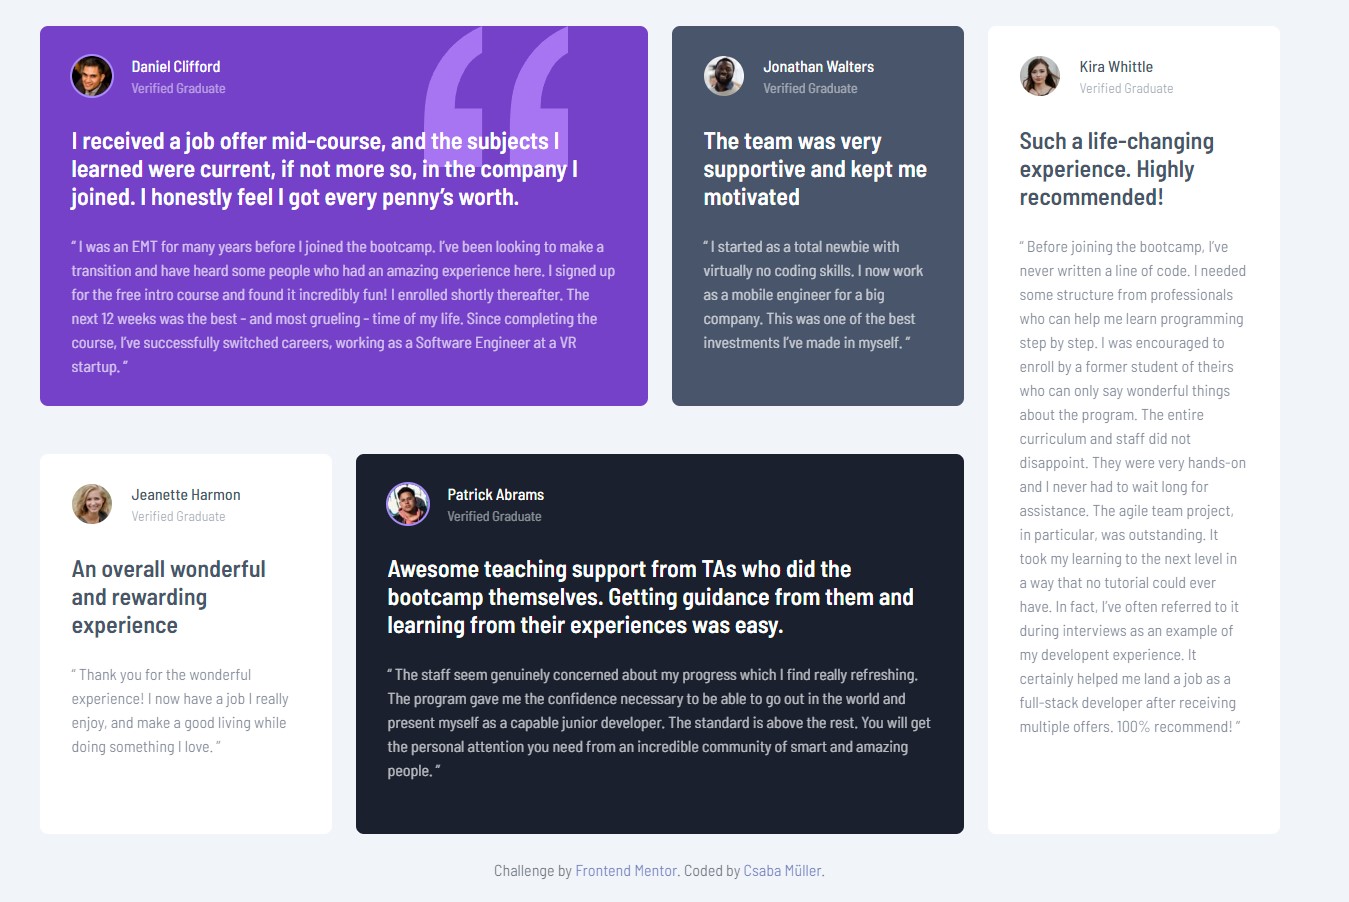 Daniel Clifford
Verified Graduate
I received a job offer mid-course, and the subjects I
learned were current, if not more so, in the company I
joined. I honestly feel I got every penny’s worth.
“ I was an EMT for many years before I joined the bootcamp. I’ve been looking to make a
transition and have heard some people who had an amazing experience here. I signed up
for the free intro course and found it incredibly fun! I enrolled shortly thereafter. The
next 12 weeks was the best - and most grueling - time of my life. Since completing the
course, I’ve successfully switched careers, working as a Software Engineer at a VR
startup. ”
Jonathan Walters
Verified Graduate
The team was very
supportive and kept me
motivated
“ I started as a total newbie with
virtually no coding skills. I now work
as a mobile engineer for a big
company. This was one of the best
investments I’ve made in myself. ”
Kira Whittle
Verified Graduate
Such a life-changing
experience. Highly
recommended!
“ Before joining the bootcamp, I’ve
never written a line of code. I needed
some structure from professionals
who can help me learn programming
step by step. I was encouraged to
enroll by a former student of theirs
who can only say wonderful things
about the program. The entire
curriculum and staff did not
disappoint. They were very hands-on
and I never had to wait long for
assistance. The agile team project,
in particular, was outstanding. It
took my learning to the next level in
a way that no tutorial could ever
have. In fact, I’ve often referred to it
during interviews as an example of
my developent experience. It
certainly helped me land a job as a
full-stack developer after receiving
multiple offers. 100% recommend! ”
Jeanette Harmon
Verified Graduate
An overall wonderful
and rewarding
experience
“ Thank you for the wonderful
experience! I now have a job I really
enjoy, and make a good living while
doing something I love. ”
Patrick Abrams
Verified Graduate
Awesome teaching support from TAs who did the
bootcamp themselves. Getting guidance from them and
learning from their experiences was easy.
“ The staff seem genuinely concerned about my progress which I find really refreshing.
The program gave me the confidence necessary to be able to go out in the world and
present myself as a capable junior developer. The standard is above the rest. You will get
the personal attention you need from an incredible community of smart and amazing
people. ”
Challenge by Frontend Mentor. Coded by Csaba Müller.